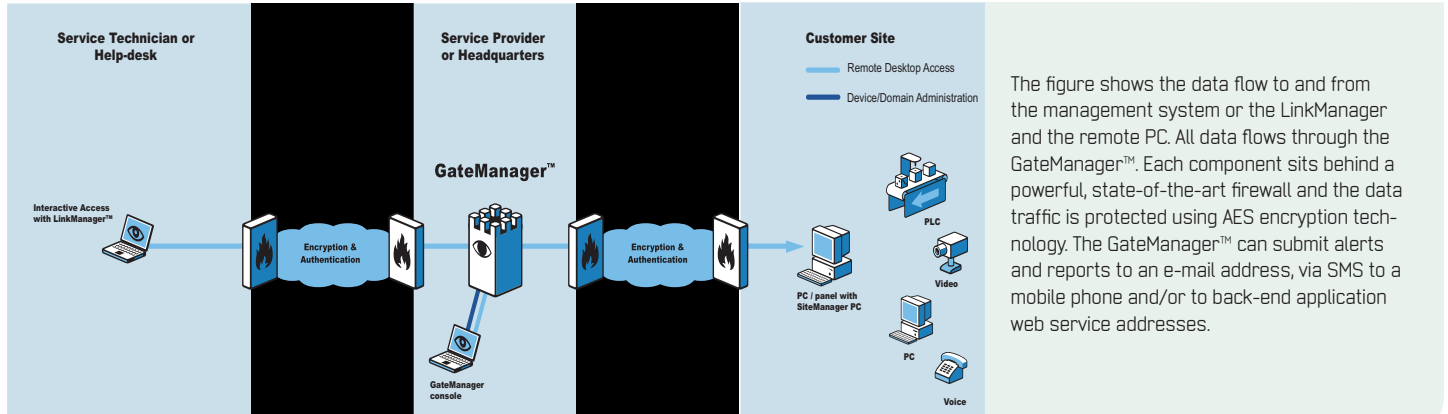 Service Technician or
Help-desk
Service Provider
or Headquarters
Customer Site
Remote Desktop Access
Device/Domain Administration
GateManager™
Interactive Access
with LinkManager™
Encryption &
Authentication
Encryption &
Authentication
PC / panel with
SiteManager PC
GateManager
console
PLC
Video
PC
Voice
The figure shows the data flow to and from
the management system or the LinkManager
and the remote PC. All data flows through the
GateManager™. Each component sits behind a
powerful, state-of-the-art firewall and the data
traffic is protected using AES encryption tech-
nology. The GateManager™ can submit alerts
and reports to an e-mail address, via SMS to a
mobile phone and/or to back-end application
web service addresses.